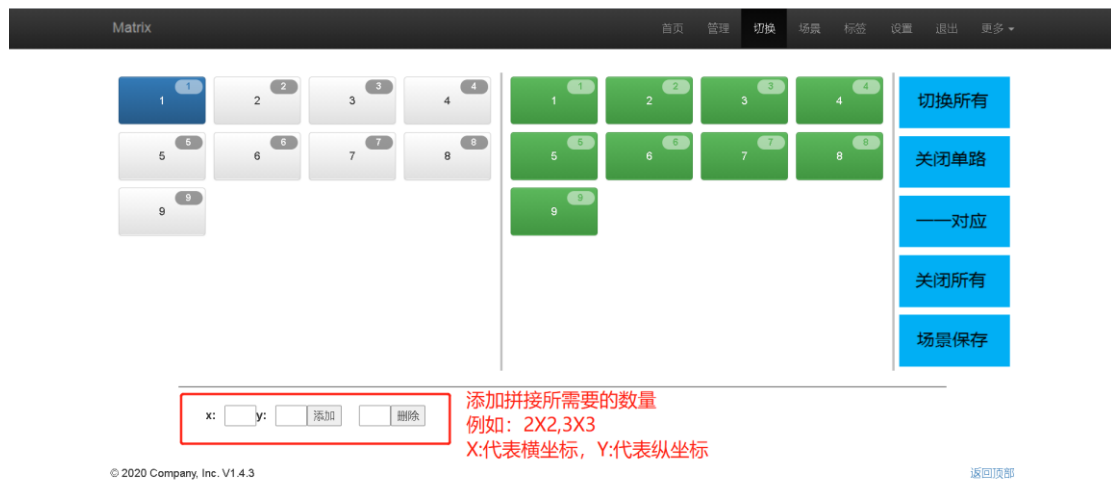 Matrix 首页 管理 切换 场景 标签 设置 退出 更多
1 1 2 2 3 3 4 4 1 1 2 2 3 3 4 4 切换所有
5 5 6 6 7 7 8 8 5 5 6 6 7 7 8 8 关闭单路
9 9 9 9 一一对应
关闭所有
场景保存
x: y: 添加 删除
添加拼接所需要的数量
例如：2X2,3X3
X:代表横坐标，Y:代表纵坐标
© 2020 Company, Inc. V1.4.3 返回顶部